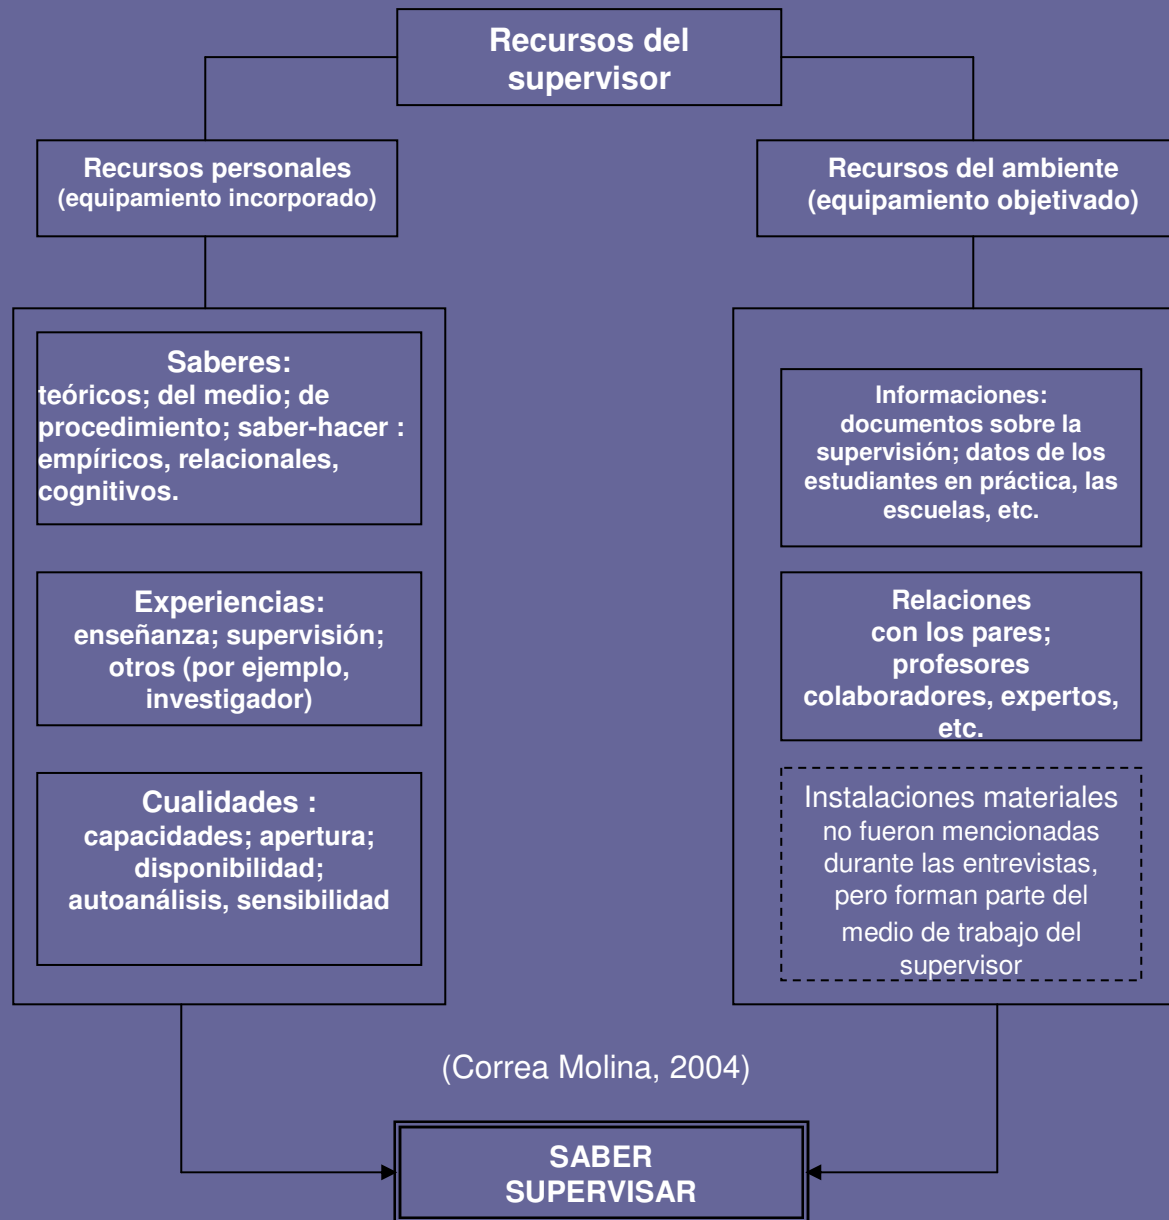 Recursos del
supervisor
Recursos personales
(equipamiento incorporado)
Recursos del ambiente
(equipamiento objetivado)
Saberes:
teóricos; del medio; de
procedimiento; saber-hacer :
empíricos, relacionales,
cognitivos.
Experiencias:
enseñanza; supervisión;
otros (por ejemplo,
investigador)
Cualidades :
capacidades; apertura;
disponibilidad;
autoanálisis, sensibilidad
Informaciones:
documentos sobre la
supervisión; datos de los
estudiantes en práctica, las
escuelas, etc.
Relaciones
con los pares;
profesores
colaboradores, expertos,
etc.
Instalaciones materiales
no fueron mencionadas
durante las entrevistas,
pero forman parte del
medio de trabajo del
supervisor
(Correa Molina, 2004)
SABER
SUPERVISAR